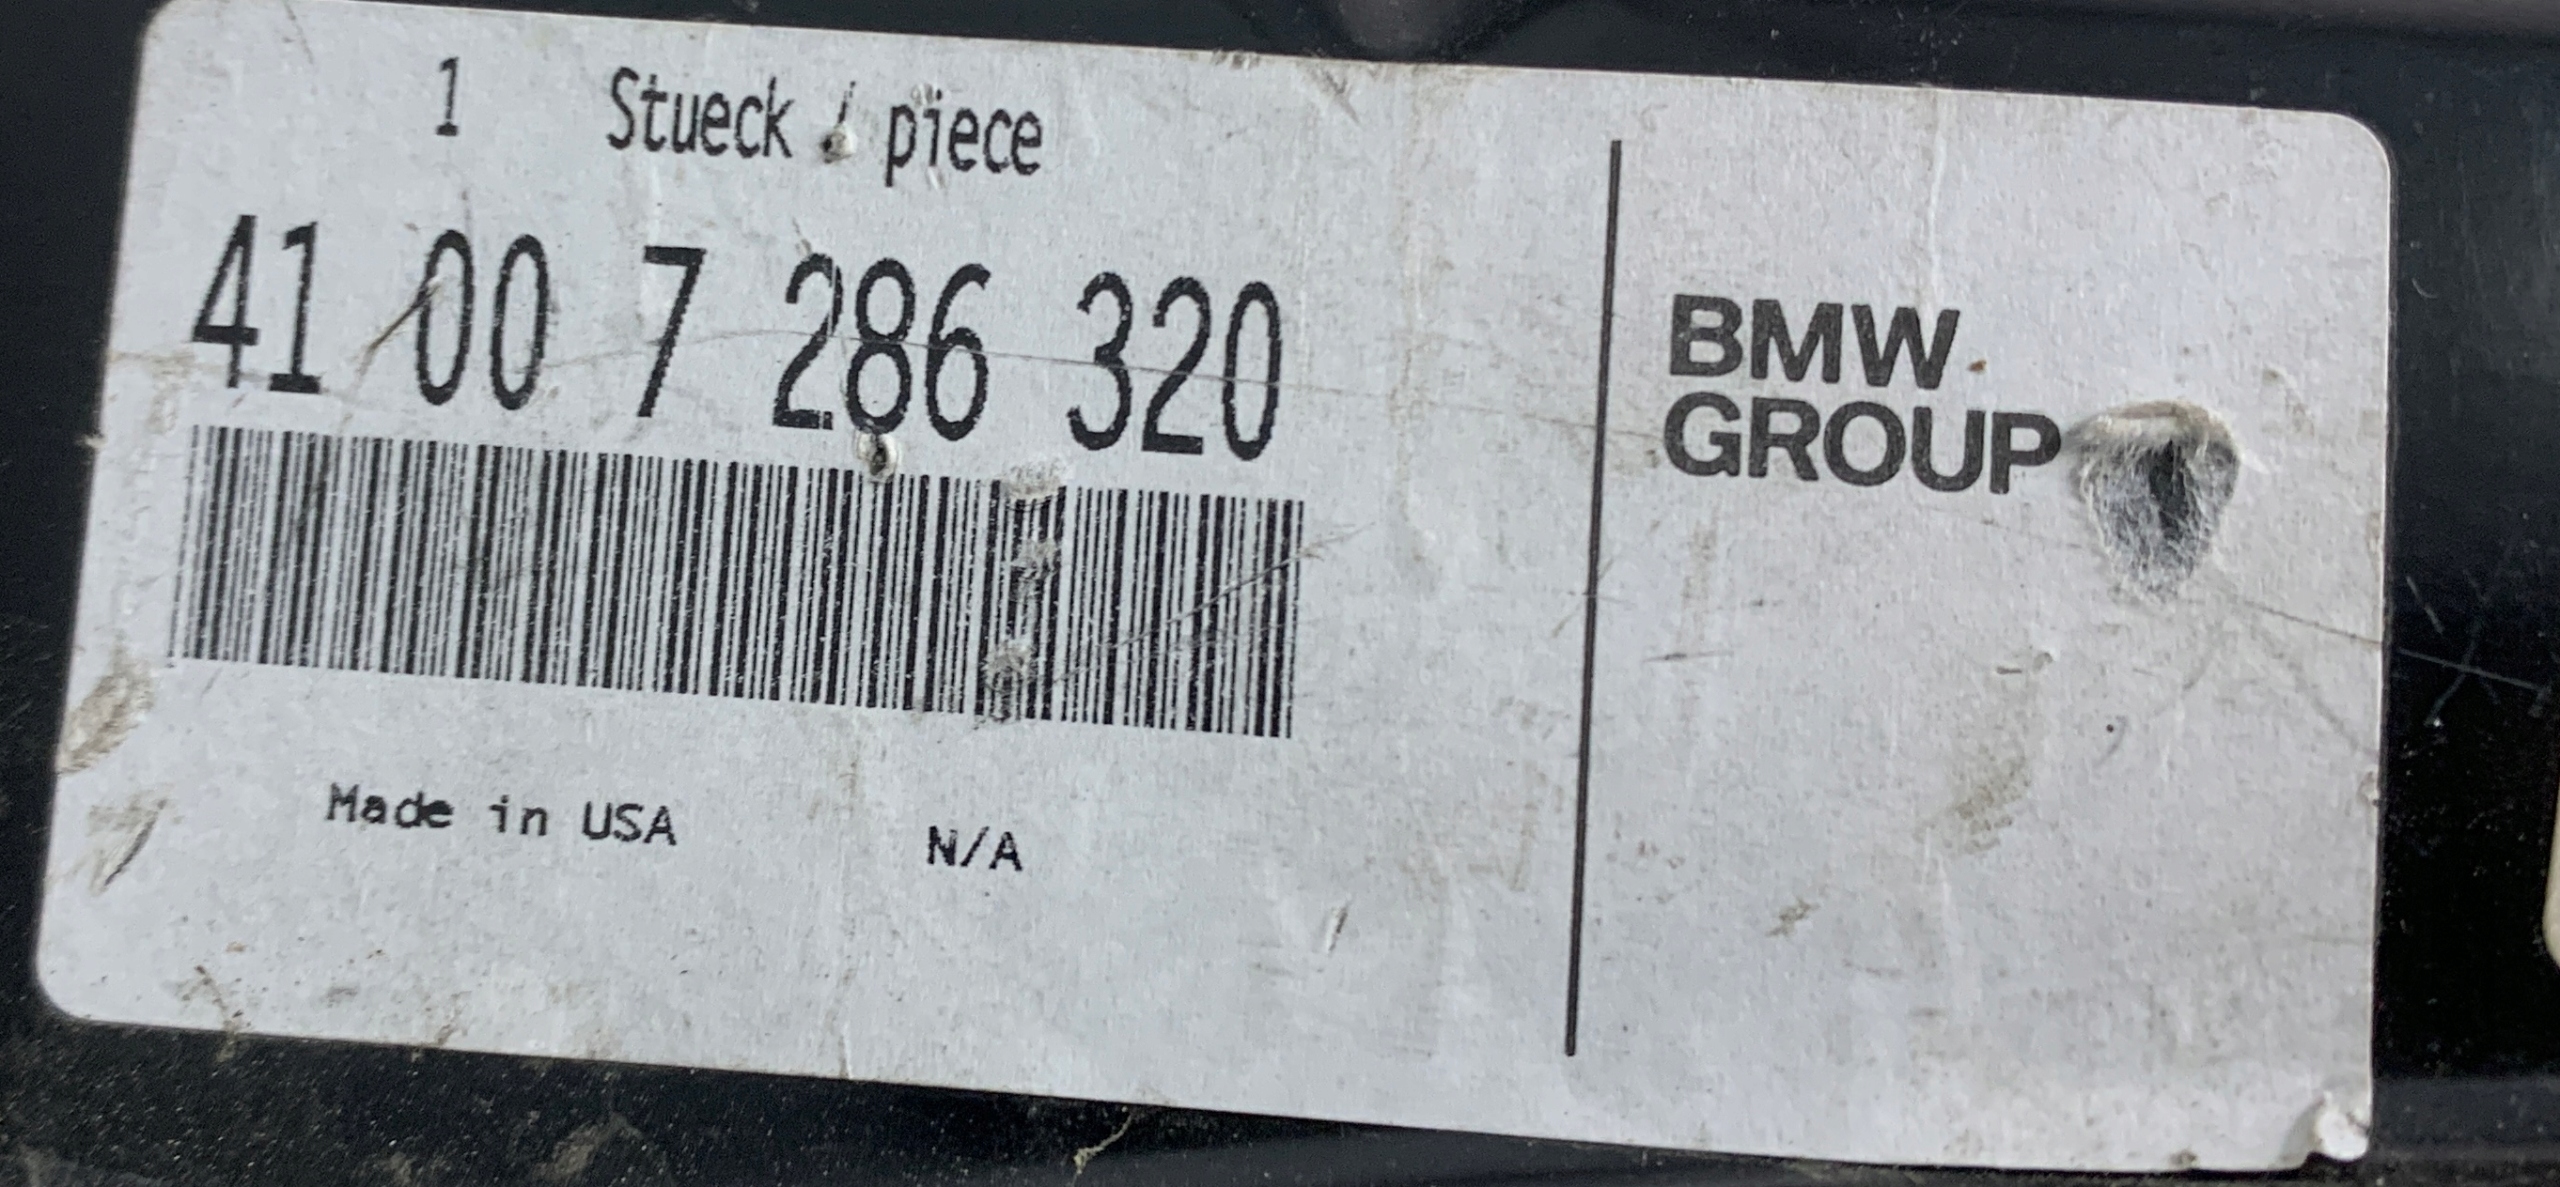 1 Stueck / piece
41 00 7 286 320
Made in USA N/A
BMW
GROUP